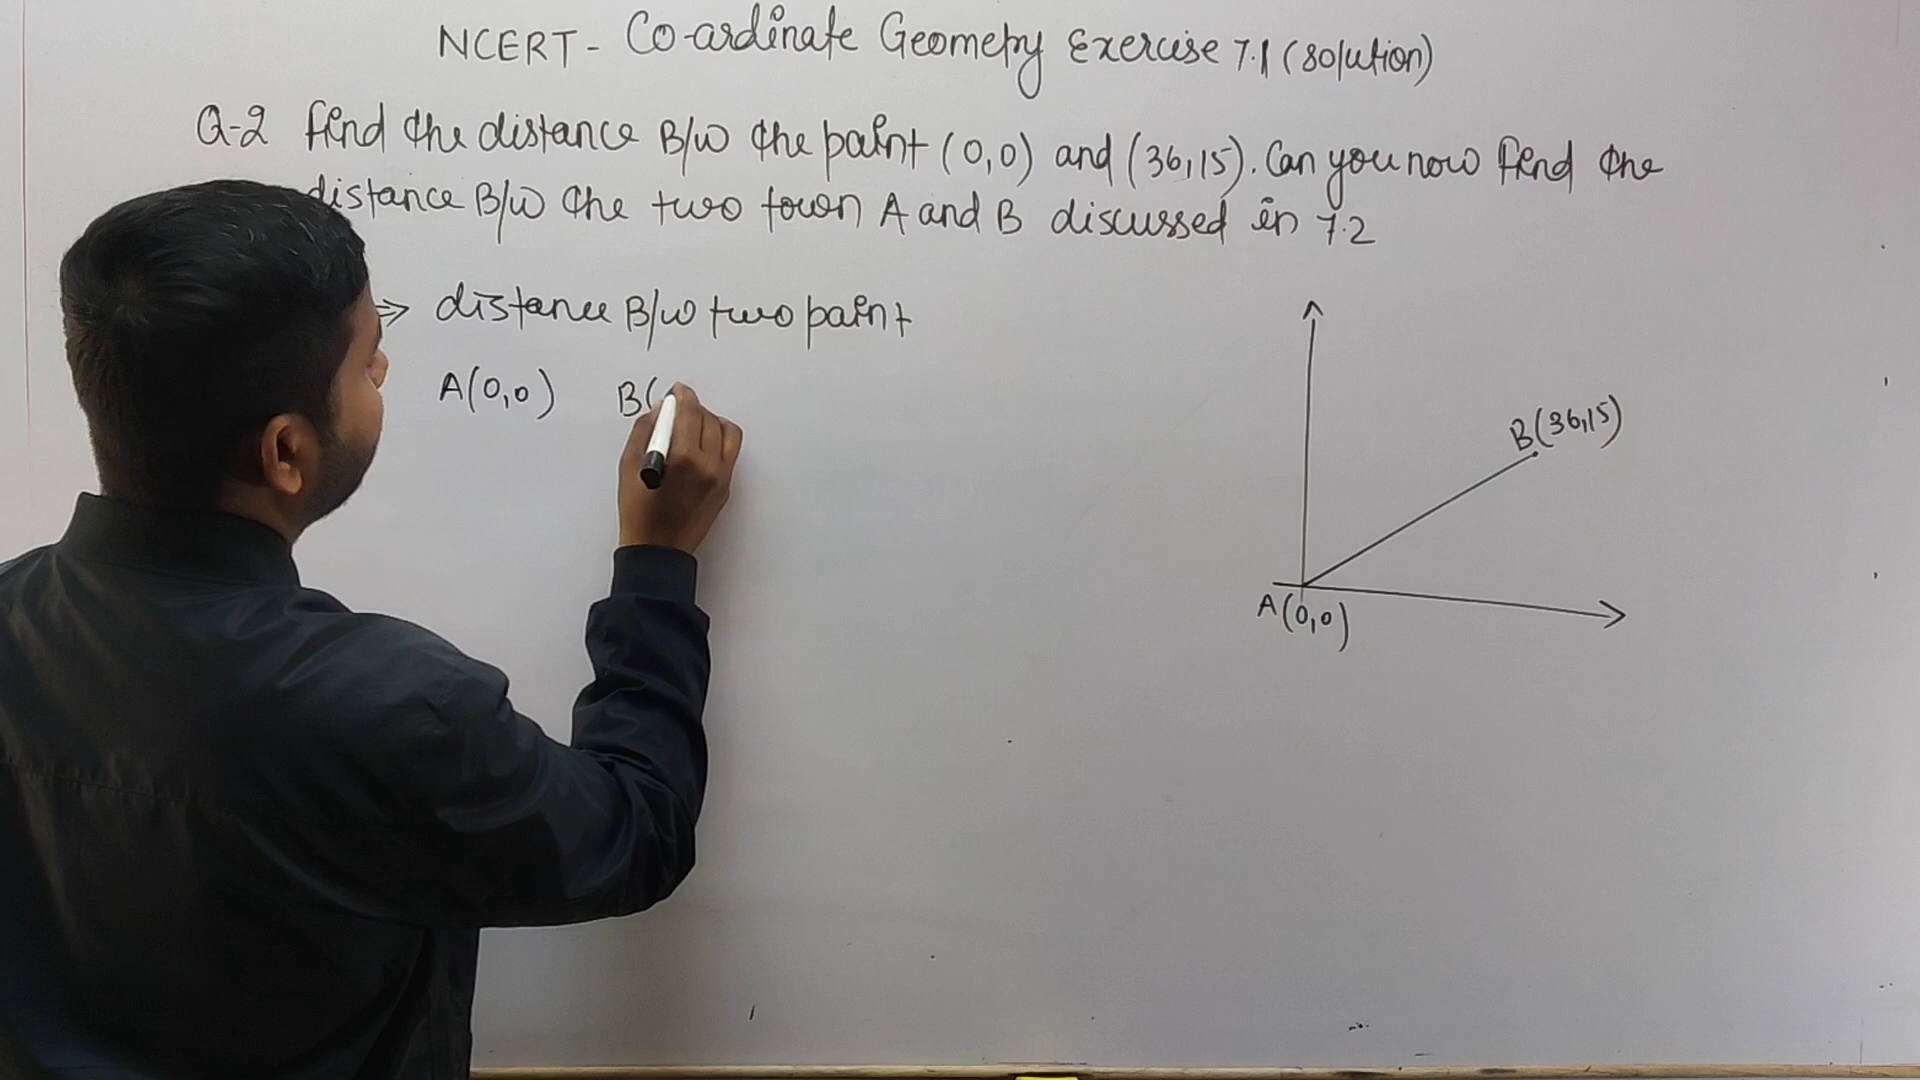 NCERT - Co-ardinate Geometry Exercise 7.1 (solution)
Q-2 find the distance B/w the paint (0,0) and (36,15). Can you now find the
distance B/w the two town A and B discussed in 7.2
⇒ distance B/w two paint
A(0,0) B(
B(36,15)
A(0,0)